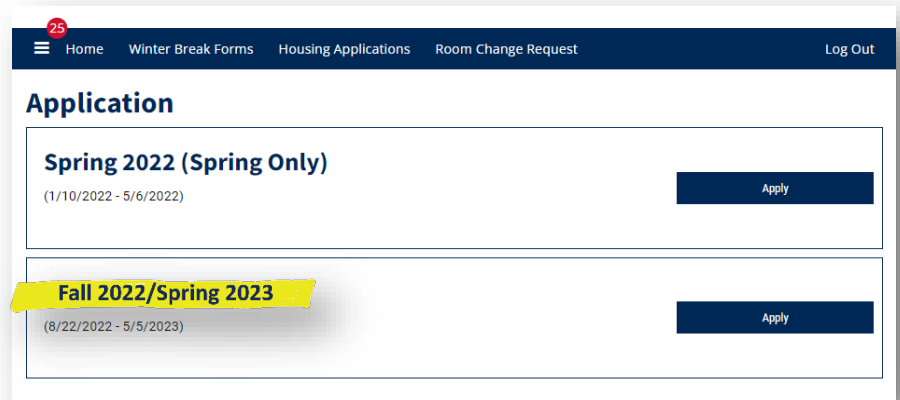 25
Home Winter Break Forms Housing Applications Room Change Request Log Out
Application
Spring 2022 (Spring Only)
(1/10/2022 - 5/6/2022)
Apply
Fall 2022/Spring 2023
(8/22/2022 - 5/5/2023)
Apply